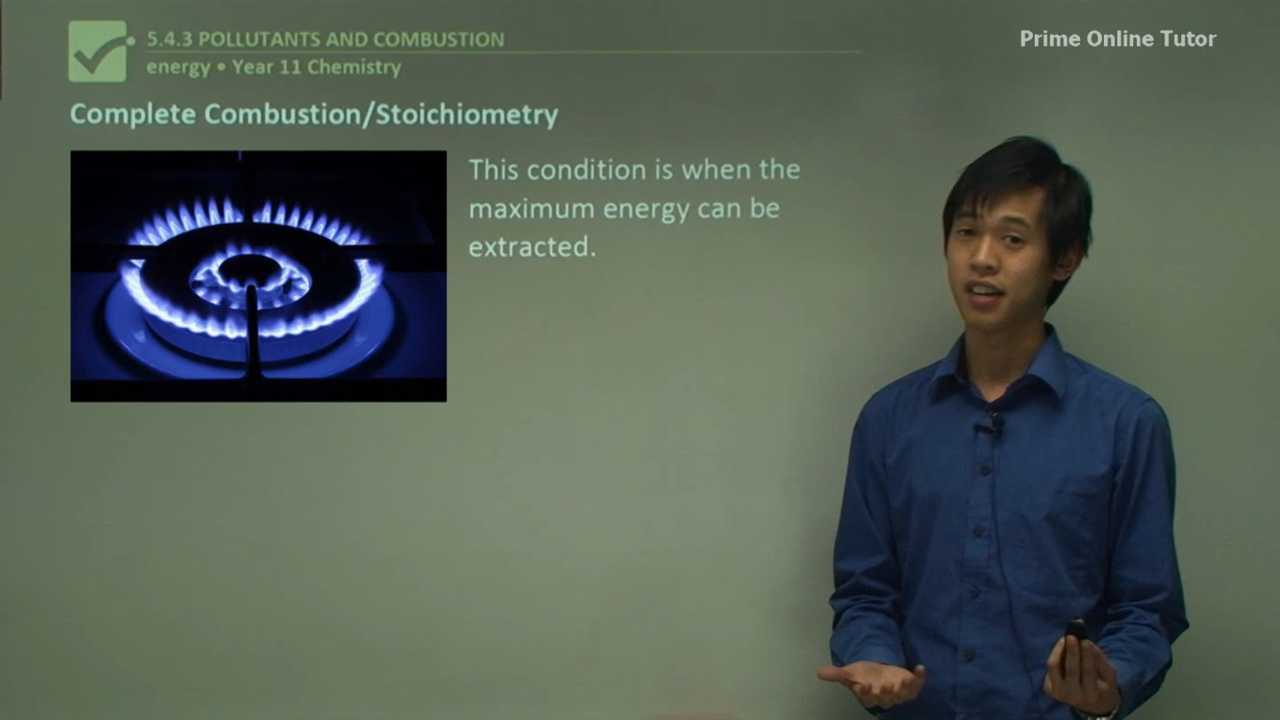 5.4.3 POLLUTANTS AND COMBUSTION
energy • Year 11 Chemistry
Prime Online Tutor
Complete Combustion/Stoichiometry
This condition is when the
maximum energy can be
extracted.